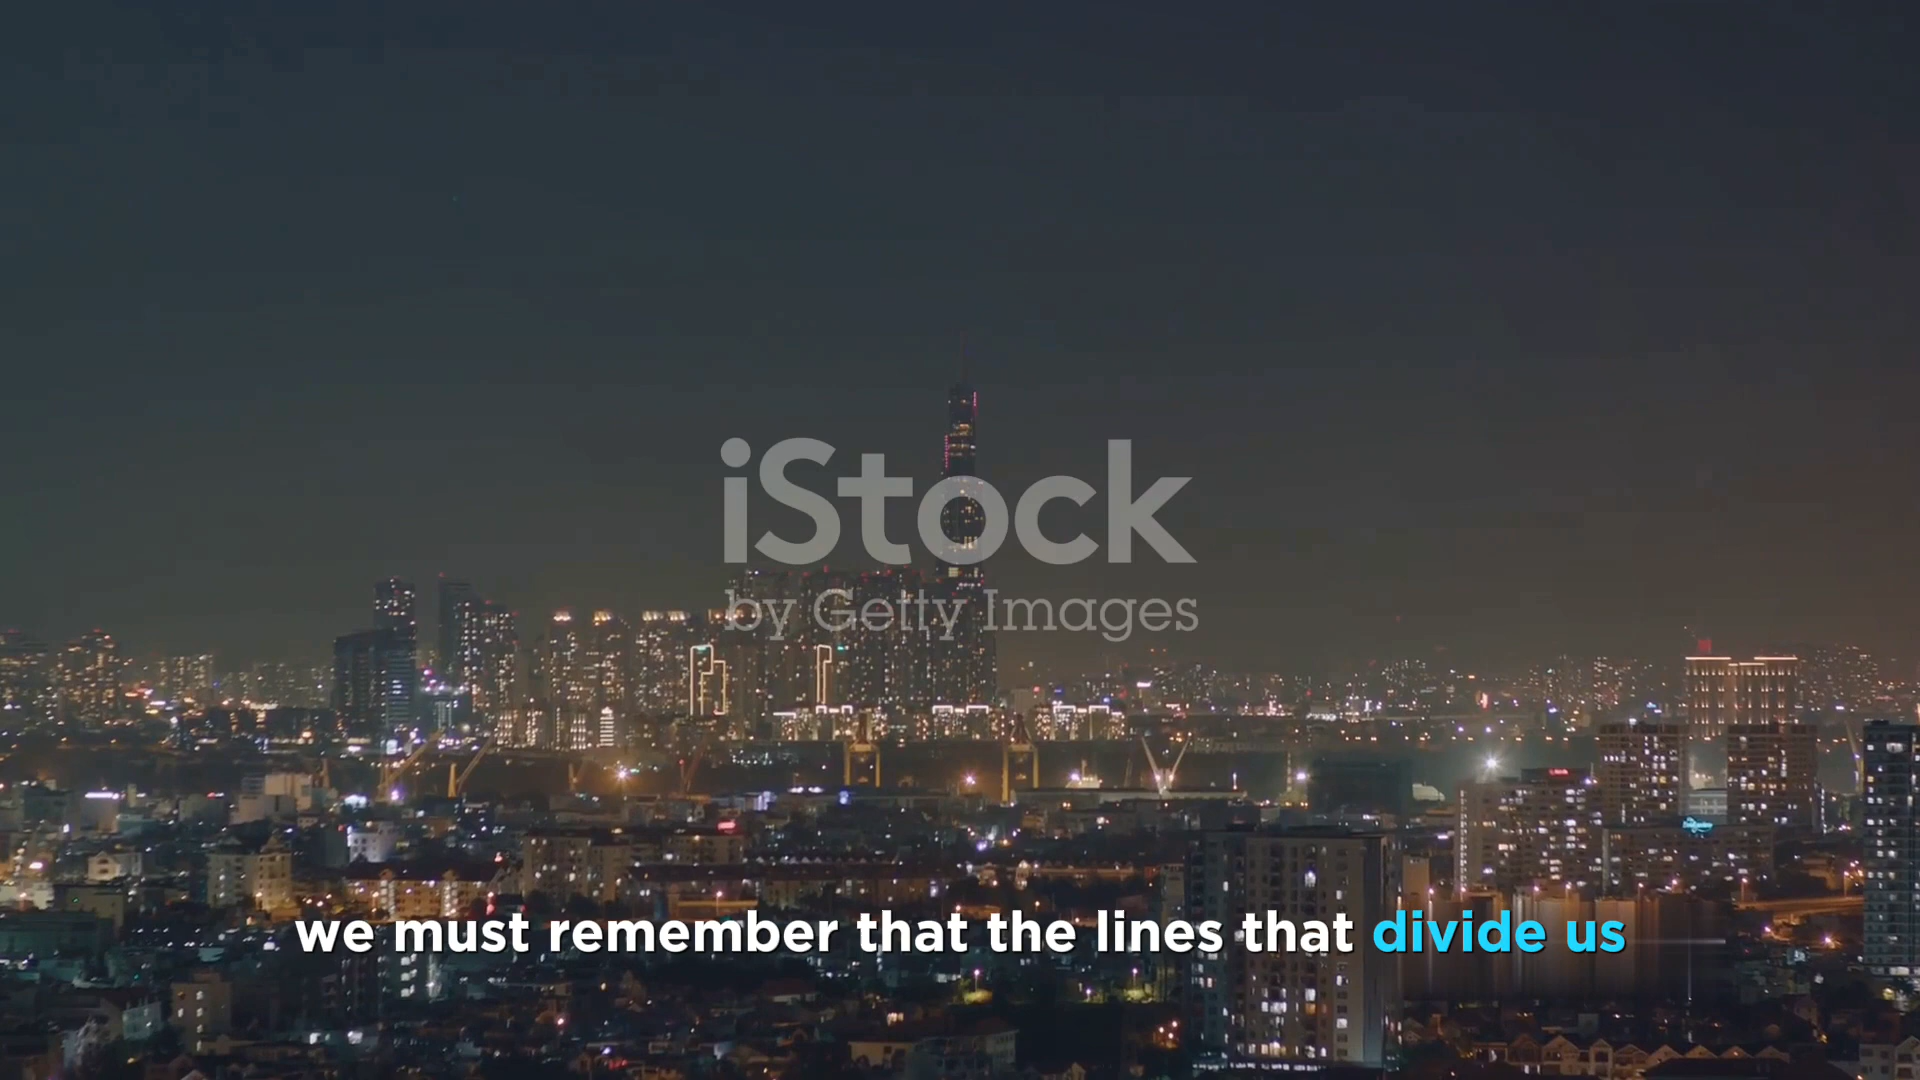 iStock
by Getty Images
we must remember that the lines that divide us